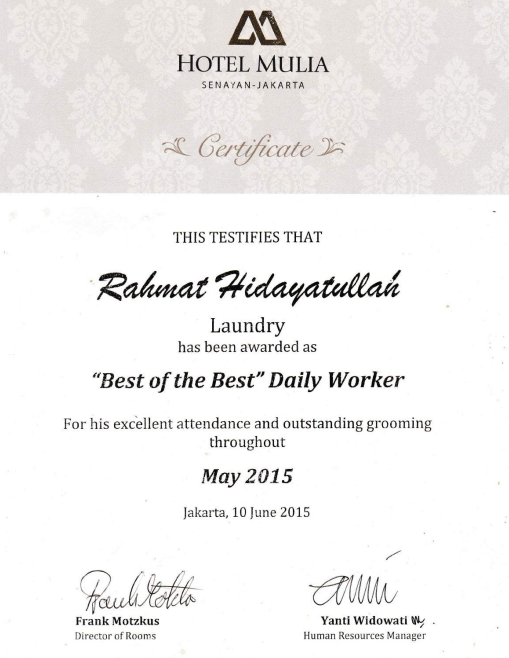 HOTEL MULIA
SENAYAN-JAKARTA
Certificate
THIS TESTIFIES THAT
Rahmat Hidayatullah
Laundry
has been awarded as
“Best of the Best” Daily Worker
For his excellent attendance and outstanding grooming
throughout
May 2015
Jakarta, 10 June 2015
Frank Motzkus
Director of Rooms
Yanti Widowati
Human Resources Manager